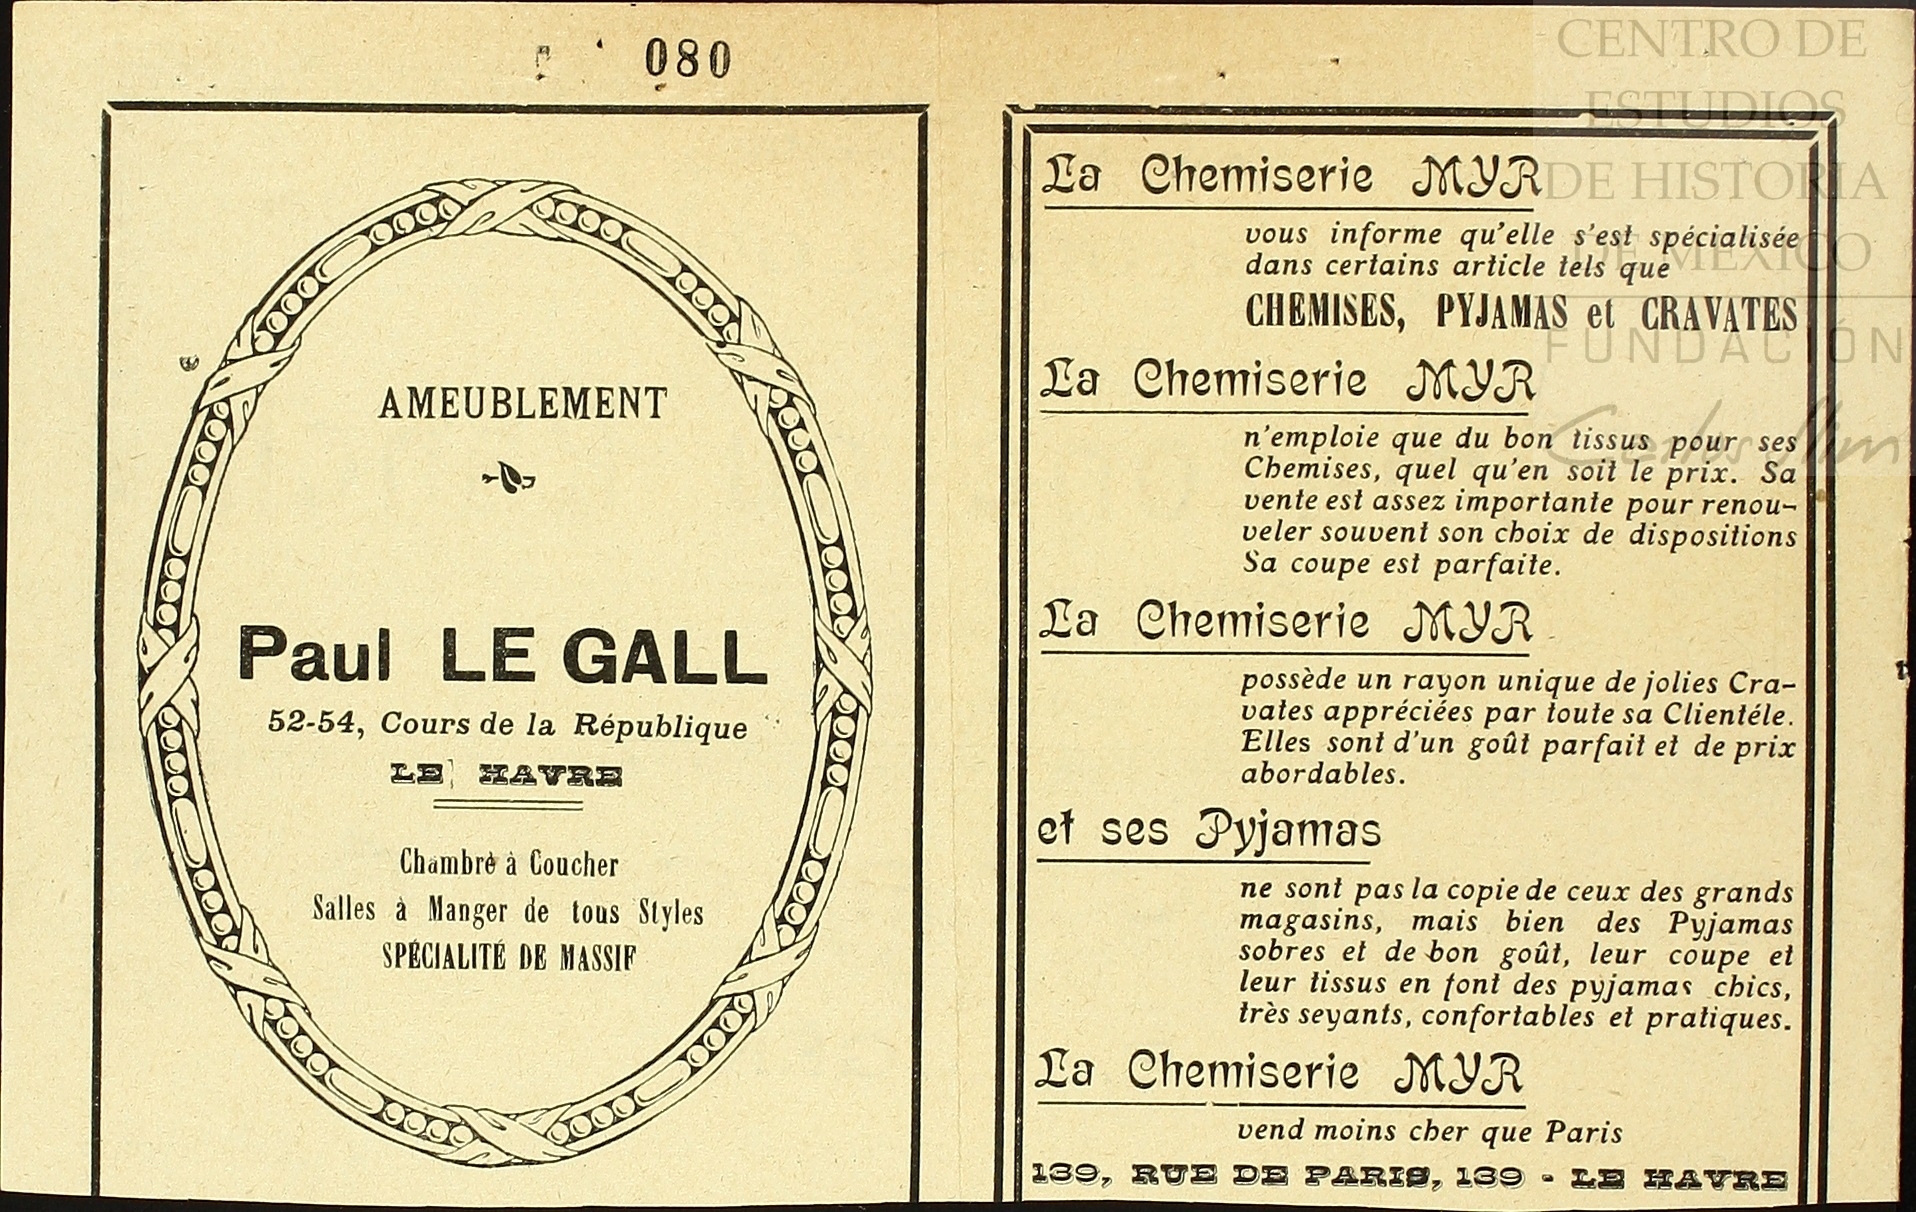 080
AMEUBLEMENT
Paul LE GALL
52-54, Cours de la République
LE HAVRE
Chambre à Coucher
Salles à Manger de tous Styles
SPÉCIALITÉ DE MASSIF
La Chemiserie MYR
vous informe qu'elle s'est spécialisée
dans certains article tels que
CHEMISES, PYJAMAS et CRAVATES
La Chemiserie MYR
n'emploie que du bon tissus pour ses
Chemises, quel qu'en soit le prix. Sa
vente est assez importante pour renou-
veler souvent son choix de dispositions
Sa coupe est parfaite.
La Chemiserie MYR
possède un rayon unique de jolies Cra-
vates appréciées par toute sa Clientéle.
Elles sont d'un goût parfait et de prix
abordables.
et ses Pyjamas
ne sont pas la copie de ceux des grands
magasins, mais bien des Pyjamas
sobres et de bon goût, leur coupe et
leur tissus en font des pyjamas chics,
très seyants, confortables et pratiques.
La Chemiserie MYR
vend moins cher que Paris
139, RUE DE PARIS, 139 - LE HAVRE
CENTRO DE
ESTUDIOS
DE HISTORIA
DE MÉXICO
FUNDACIÓN
Carlos Slim